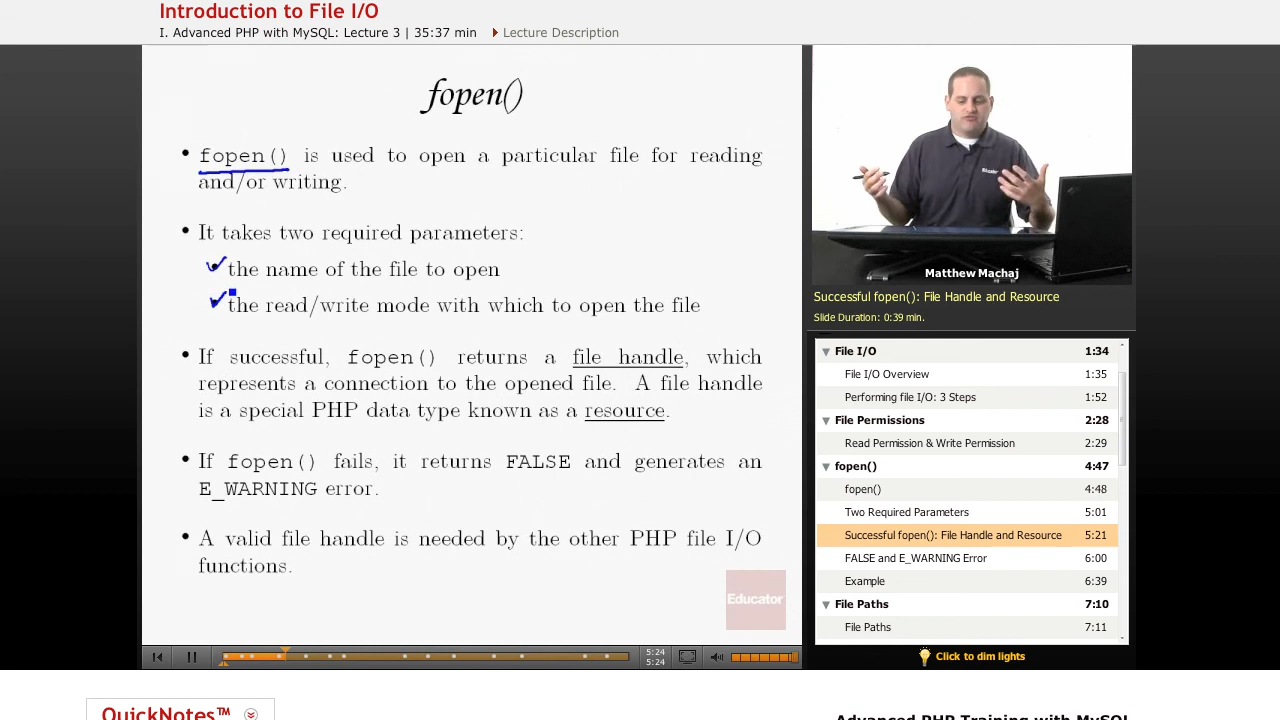 Introduction to File I/O
I. Advanced PHP with MySQL: Lecture 3 | 35:37 min Lecture Description
fopen()
• fopen() is used to open a particular file for reading
and/or writing.
• It takes two required parameters:
the name of the file to open
the read/write mode with which to open the file
• If successful, fopen() returns a file handle, which
represents a connection to the opened file. A file handle
is a special PHP data type known as a resource.
• If fopen() fails, it returns FALSE and generates an
E_WARNING error.
• A valid file handle is needed by the other PHP file I/O
functions.
Educator
5:24
5:24
Matthew Machaj
Successful fopen(): File Handle and Resource
Slide Duration: 0:39 min.
File I/O 1:34
File I/O Overview 1:35
Performing file I/O: 3 Steps 1:52
File Permissions 2:28
Read Permission & Write Permission 2:29
fopen() 4:47
fopen() 4:48
Two Required Parameters 5:01
Successful fopen(): File Handle and Resource 5:21
FALSE and E_WARNING Error 6:00
Example 6:39
File Paths 7:10
File Paths 7:11
Click to dim lights
QuickNotes™
Advanced PHP Training with MySQL